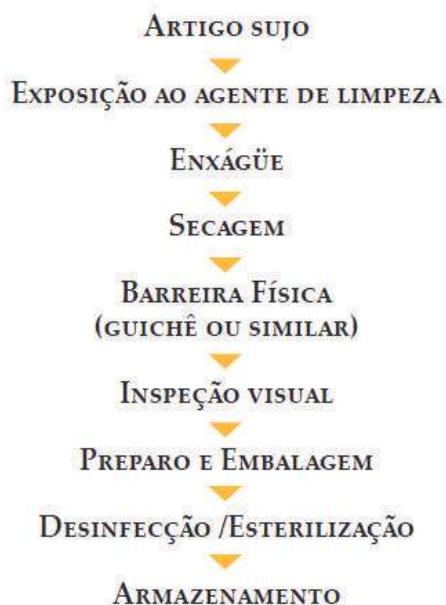 Artigo sujo
Exposição ao agente de limpeza
Enxágüe
Secagem
Barreira Física
(guichê ou similar)
Inspeção visual
Preparo e Embalagem
Desinfecção /Esterilização
Armazenamento